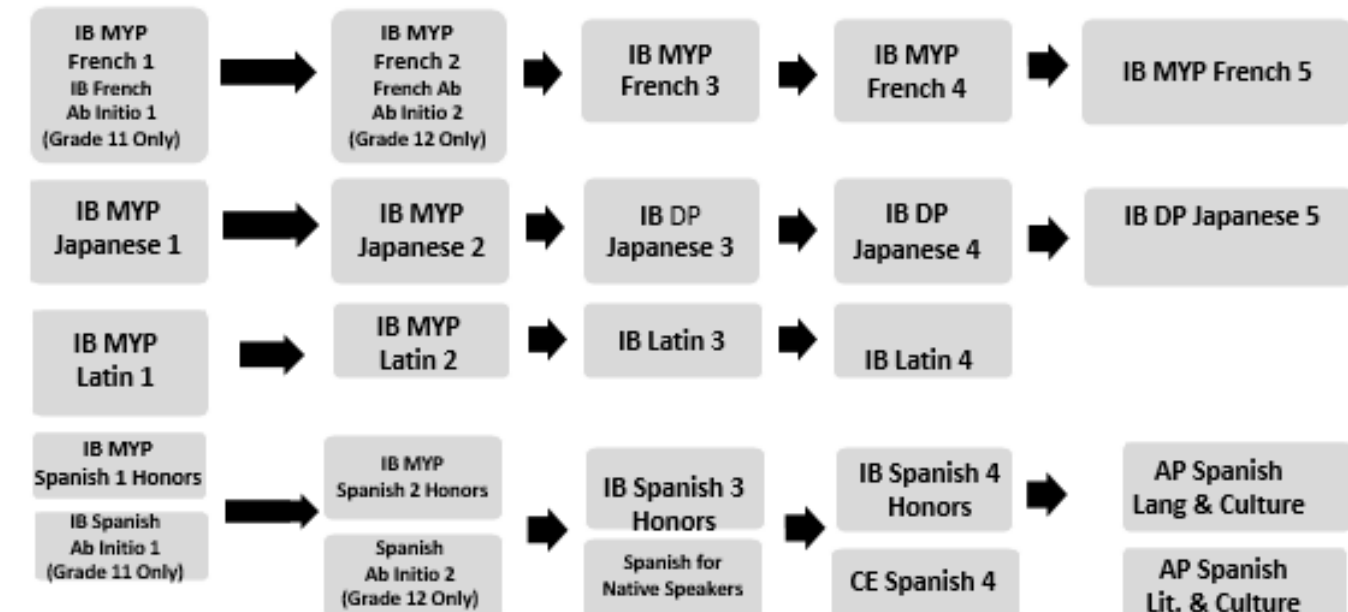 IB MYP
French 1
IB French
Ab Initio 1
(Grade 11 Only)
IB MYP
French 2
French Ab
Ab Initio 2
(Grade 12 Only)
IB MYP
French 3
IB MYP
French 4
IB MYP French 5
IB MYP
Japanese 1
IB MYP
Japanese 2
IB DP
Japanese 3
IB DP
Japanese 4
IB DP Japanese 5
IB MYP
Latin 1
IB MYP
Latin 2
IB Latin 3
IB Latin 4
IB MYP
Spanish 1 Honors
IB Spanish
Ab Initio 1
(Grade 11 Only)
IB MYP
Spanish 2 Honors
Spanish
Ab Initio 2
(Grade 12 Only)
IB Spanish 3
Honors
Spanish for
Native Speakers
IB Spanish 4
Honors
CE Spanish 4
AP Spanish
Lang & Culture
AP Spanish
Lit. & Culture